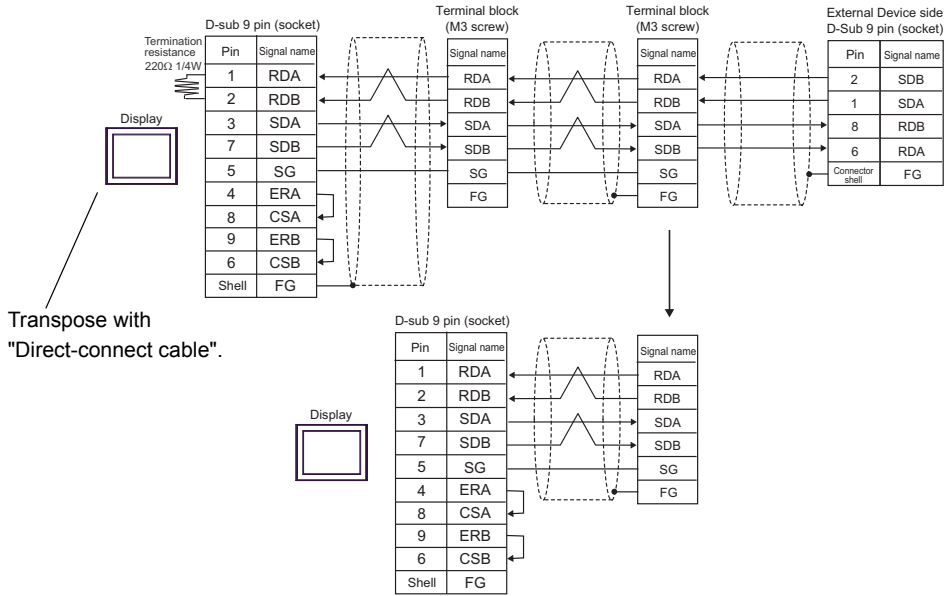 D-sub 9 pin (socket)
Terminal block
(M3 screw)
Terminal block
(M3 screw)
External Device side
D-Sub 9 pin (socket)
Termination
resistance
220Ω 1/4W
Display
Pin Signal name
1 RDA
2 RDB
3 SDA
7 SDB
5 SG
4 ERA
8 CSA
9 ERB
6 CSB
Shell FG
Signal name
RDA
RDB
SDA
SDB
SG
FG
Signal name
RDA
RDB
SDA
SDB
SG
FG
Pin Signal name
2 SDB
1 SDA
8 RDB
6 RDA
Connector
shell FG
Transpose with
"Direct-connect cable".
D-sub 9 pin (socket)
Display
Pin Signal name
1 RDA
2 RDB
3 SDA
7 SDB
5 SG
4 ERA
8 CSA
9 ERB
6 CSB
Shell FG
Signal name
RDA
RDB
SDA
SDB
SG
FG